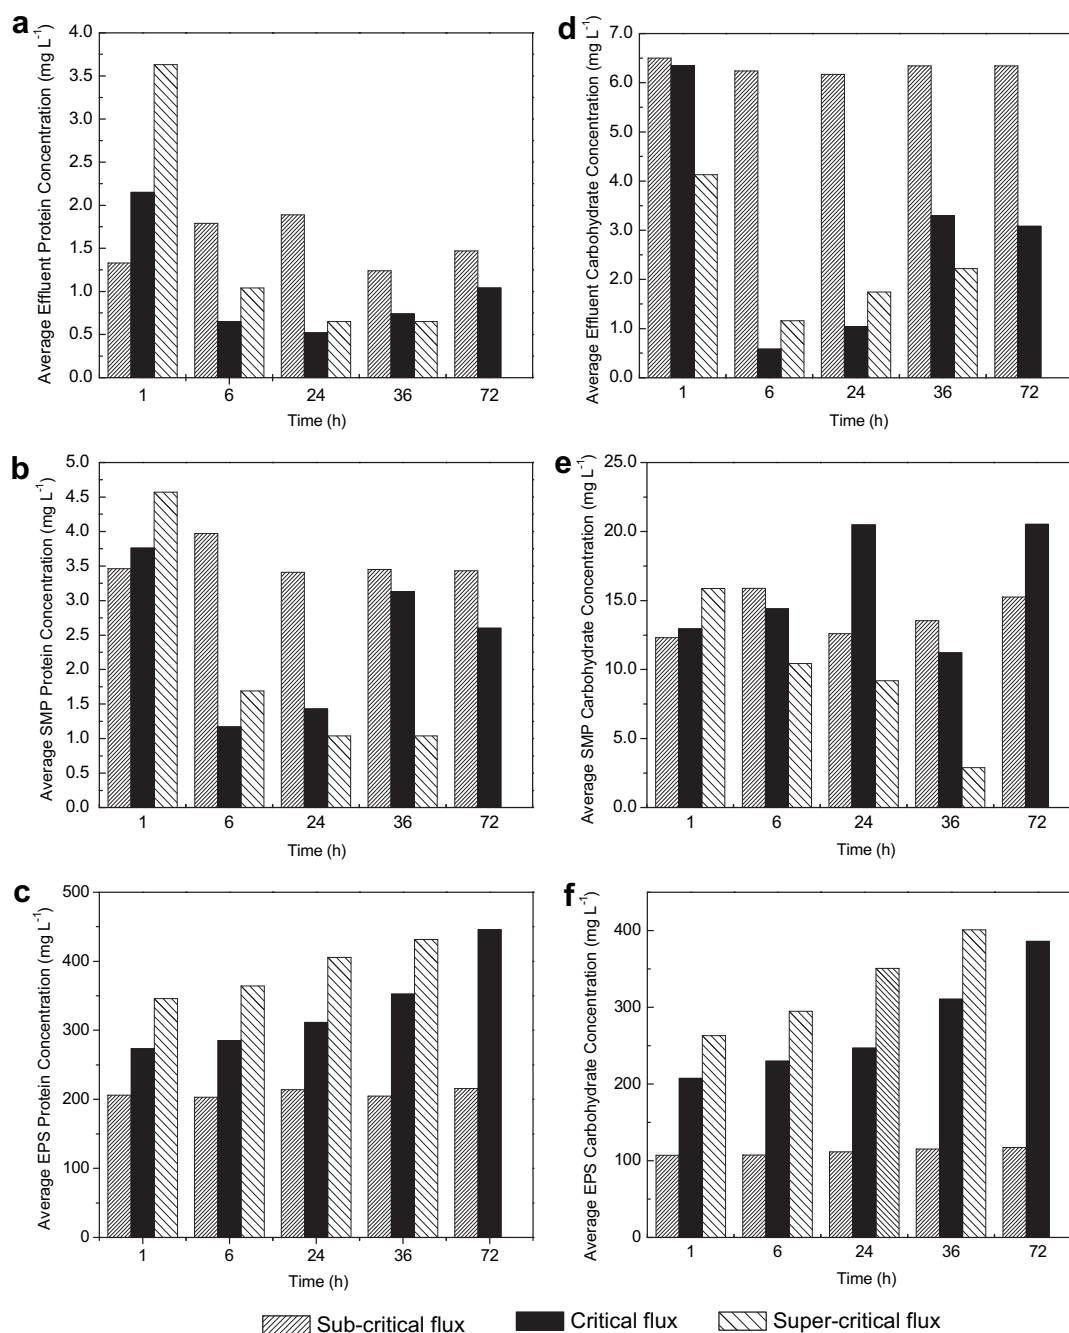 a
Average Effluent Protein Concentration (mg L⁻¹)
4.0
3.5
3.0
2.5
2.0
1.5
1.0
0.5
0.0
1 6 24 36 72
Time (h)
d
Average Effluent Carbohydrate Concentration (mg L⁻¹)
7.0
6.0
5.0
4.0
3.0
2.0
1.0
0.0
1 6 24 36 72
Time (h)
b
Average SMP Protein Concentration (mg L⁻¹)
5.0
4.5
4.0
3.5
3.0
2.5
2.0
1.5
1.0
0.5
0.0
1 6 24 36 72
Time (h)
e
Average SMP Carbohydrate Concentration (mg L⁻¹)
25.0
20.0
15.0
10.0
5.0
0.0
1 6 24 36 72
Time (h)
c
Average EPS Protein Concentration (mg L⁻¹)
500
400
300
200
100
0
1 6 24 36 72
Time (h)
f
Average EPS Carbohydrate Concentration (mg L⁻¹)
400
300
200
100
0
1 6 24 36 72
Time (h)
Sub-critical flux Critical flux Super-critical flux